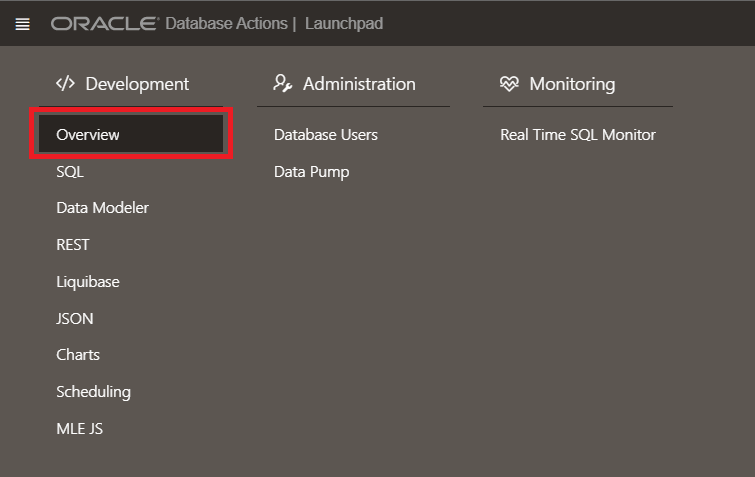 ORACLE® Database Actions | Launchpad
Development
Overview
SQL
Data Modeler
REST
Liquibase
JSON
Charts
Scheduling
MLE JS
Administration
Database Users
Data Pump
Monitoring
Real Time SQL Monitor